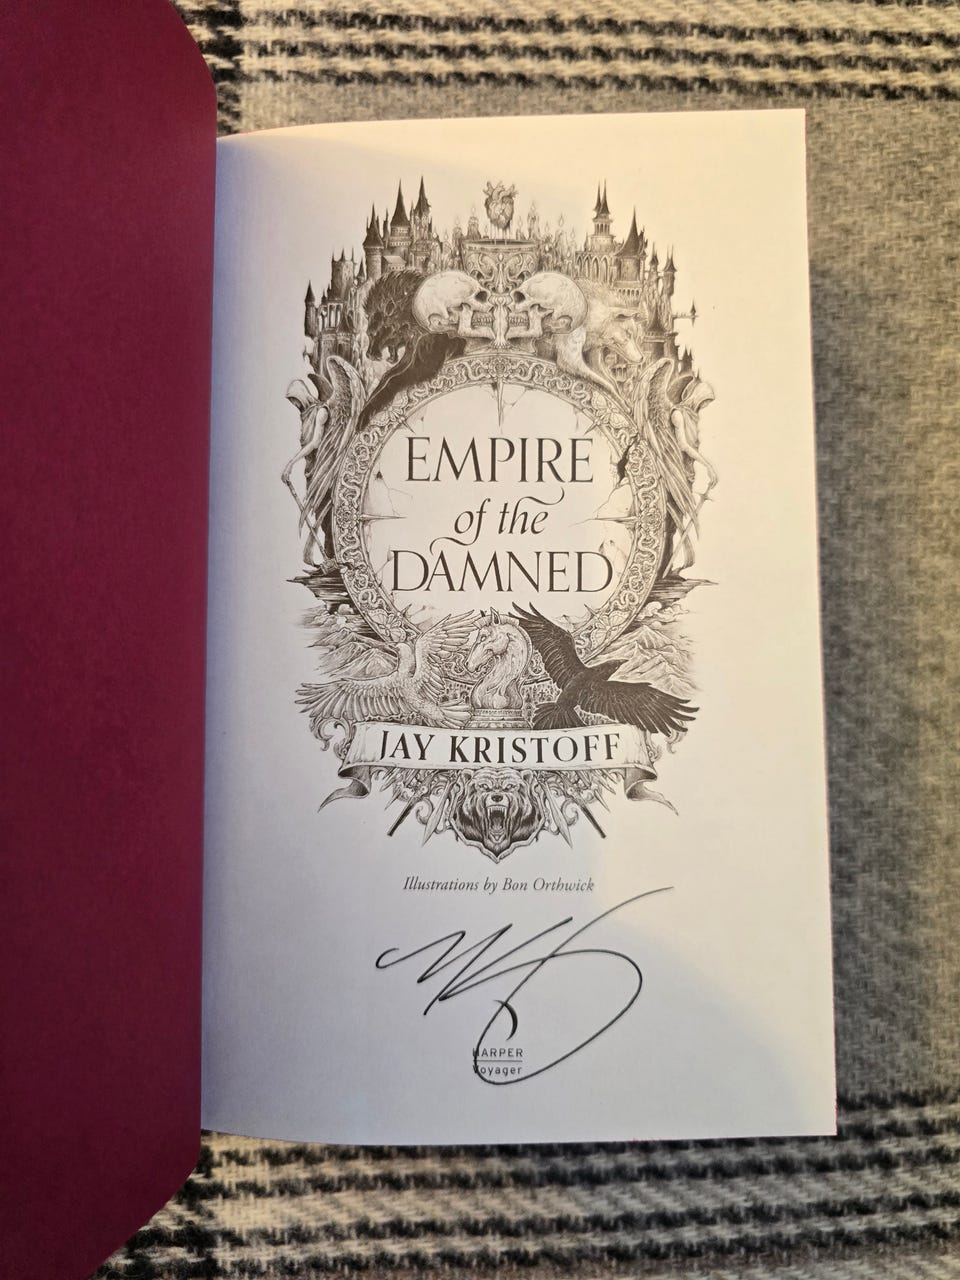 EMPIRE
of the
DAMNED
JAY KRISTOFF
Illustrations by Bon Orthwick
HARPER
Voyager